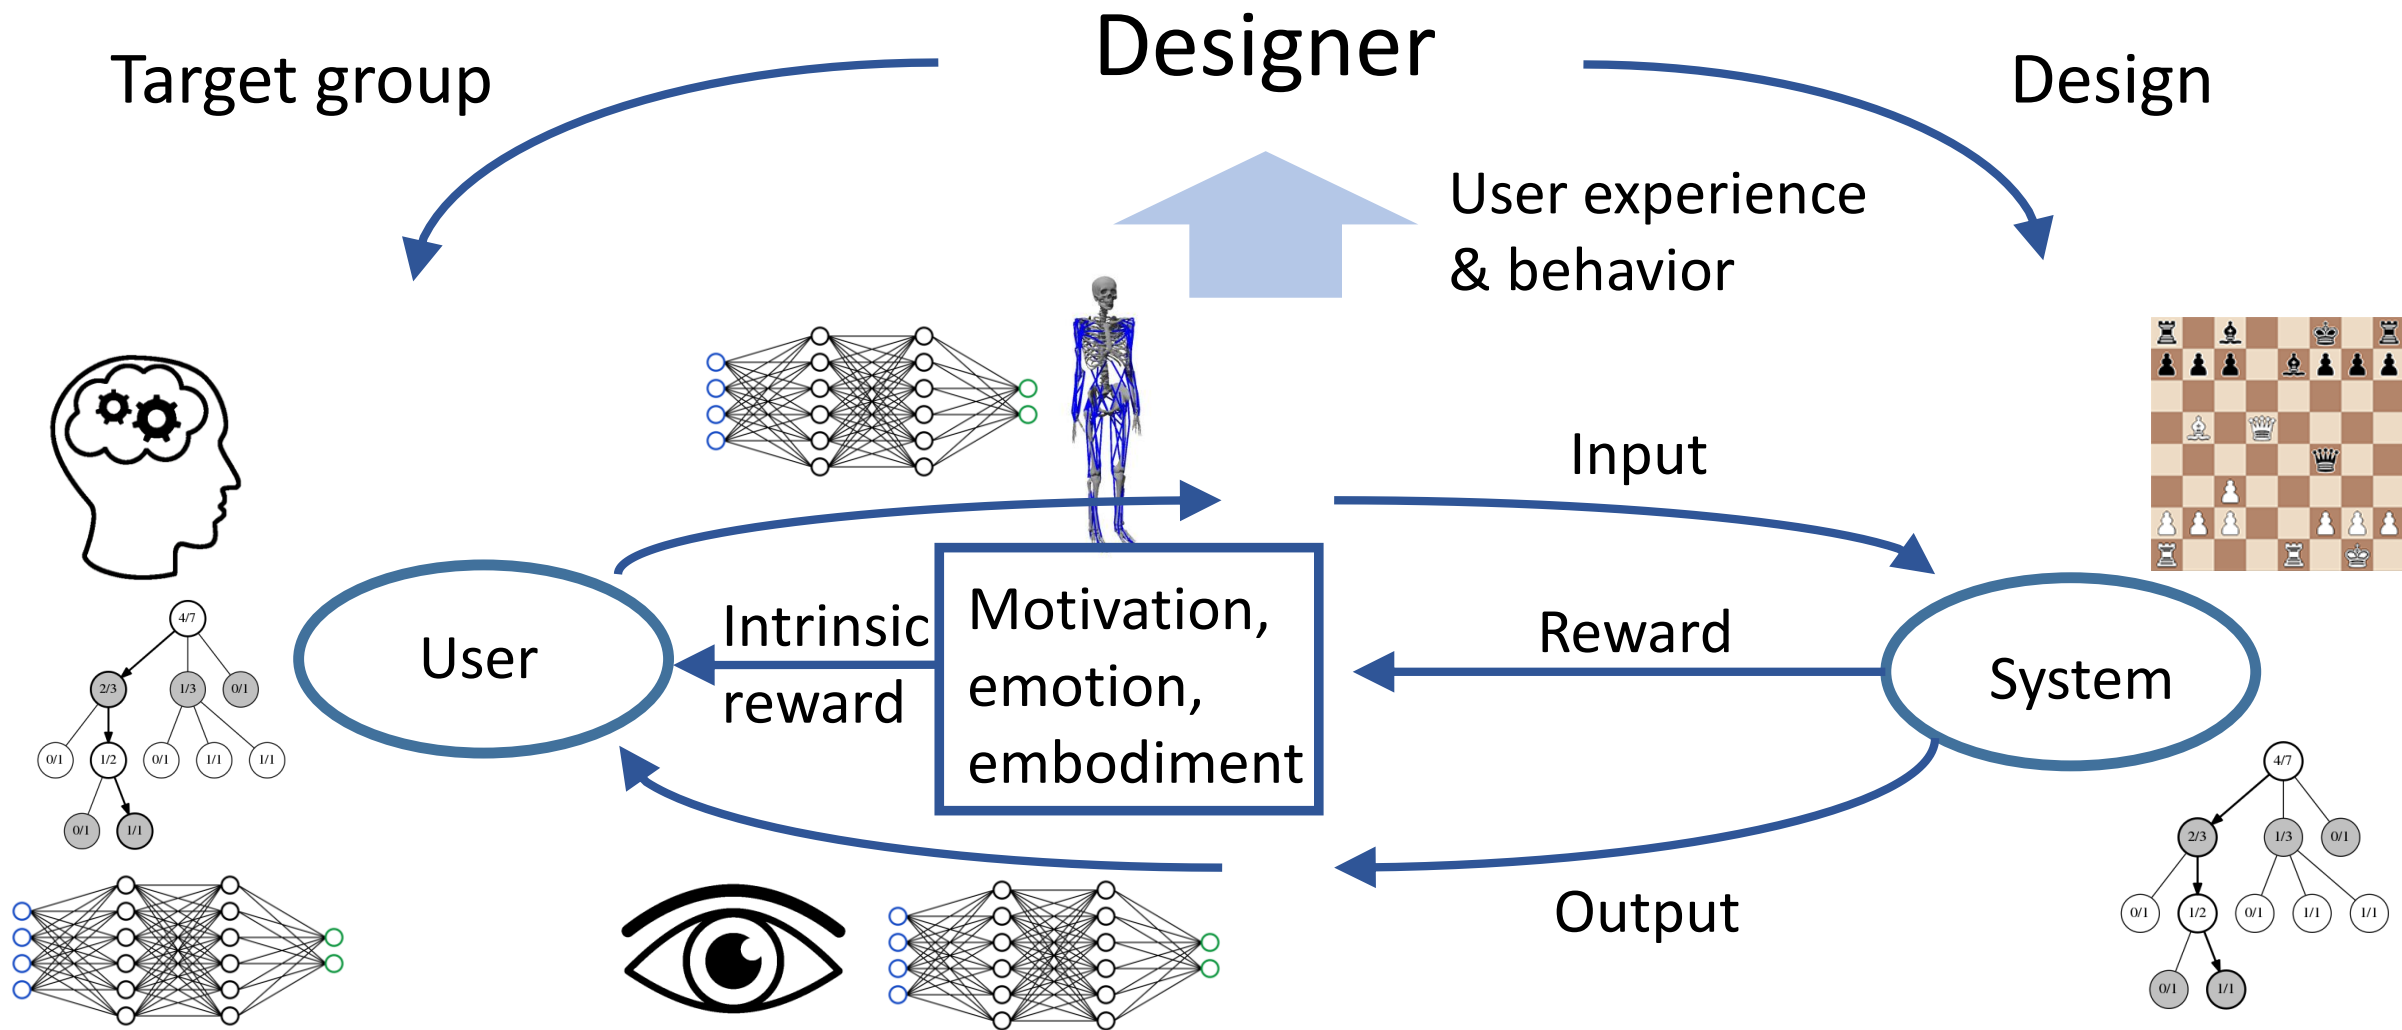 Designer
Target group
Design
User experience
& behavior
Input
Intrinsic
reward
Motivation,
emotion,
embodiment
Reward
User
System
Output
4/7
2/3 1/3 0/1
0/1 1/2 0/1 1/1 1/1
0/1 1/1
4/7
2/3 1/3 0/1
0/1 1/2 0/1 1/1 1/1
0/1 1/1